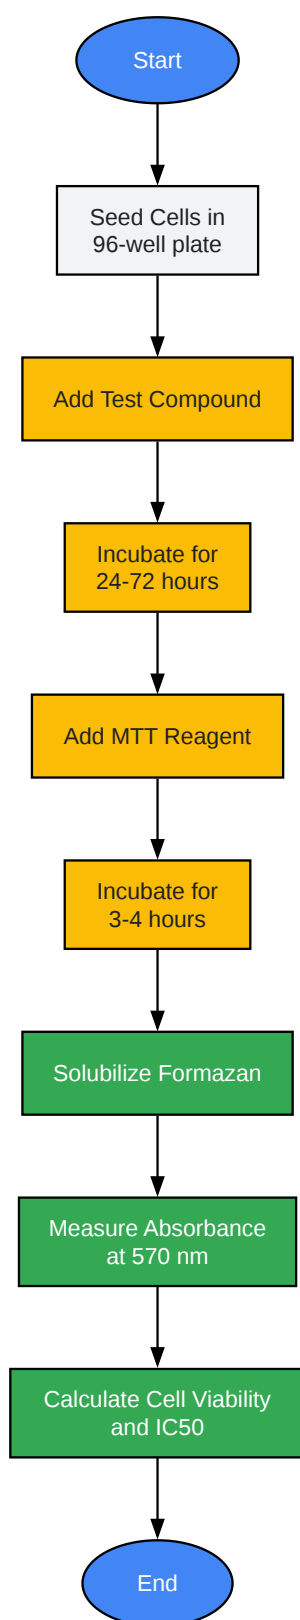 Start
Seed Cells in
96-well plate
Add Test Compound
Incubate for
24-72 hours
Add MTT Reagent
Incubate for
3-4 hours
Solubilize Formazan
Measure Absorbance
at 570 nm
Calculate Cell Viability
and IC50
End